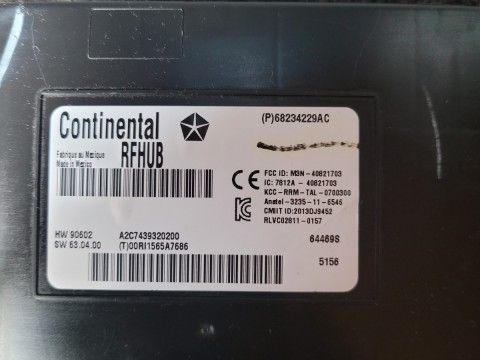 Continental
(P)68234229AC
Fabrique au Mexique
Made in Mexico
RFHUB
FCC ID: M3N-40821703
IC: 7812A-40821703
KCC-RRM-TAL-0700300
Anatel-3235-11-6546
CMIIT ID:2013DJ9452
RLVC02811-0157
HW 90602
A2C7439320200
SW 63.04.00
(T)00RI1565A7686
64469S
5156